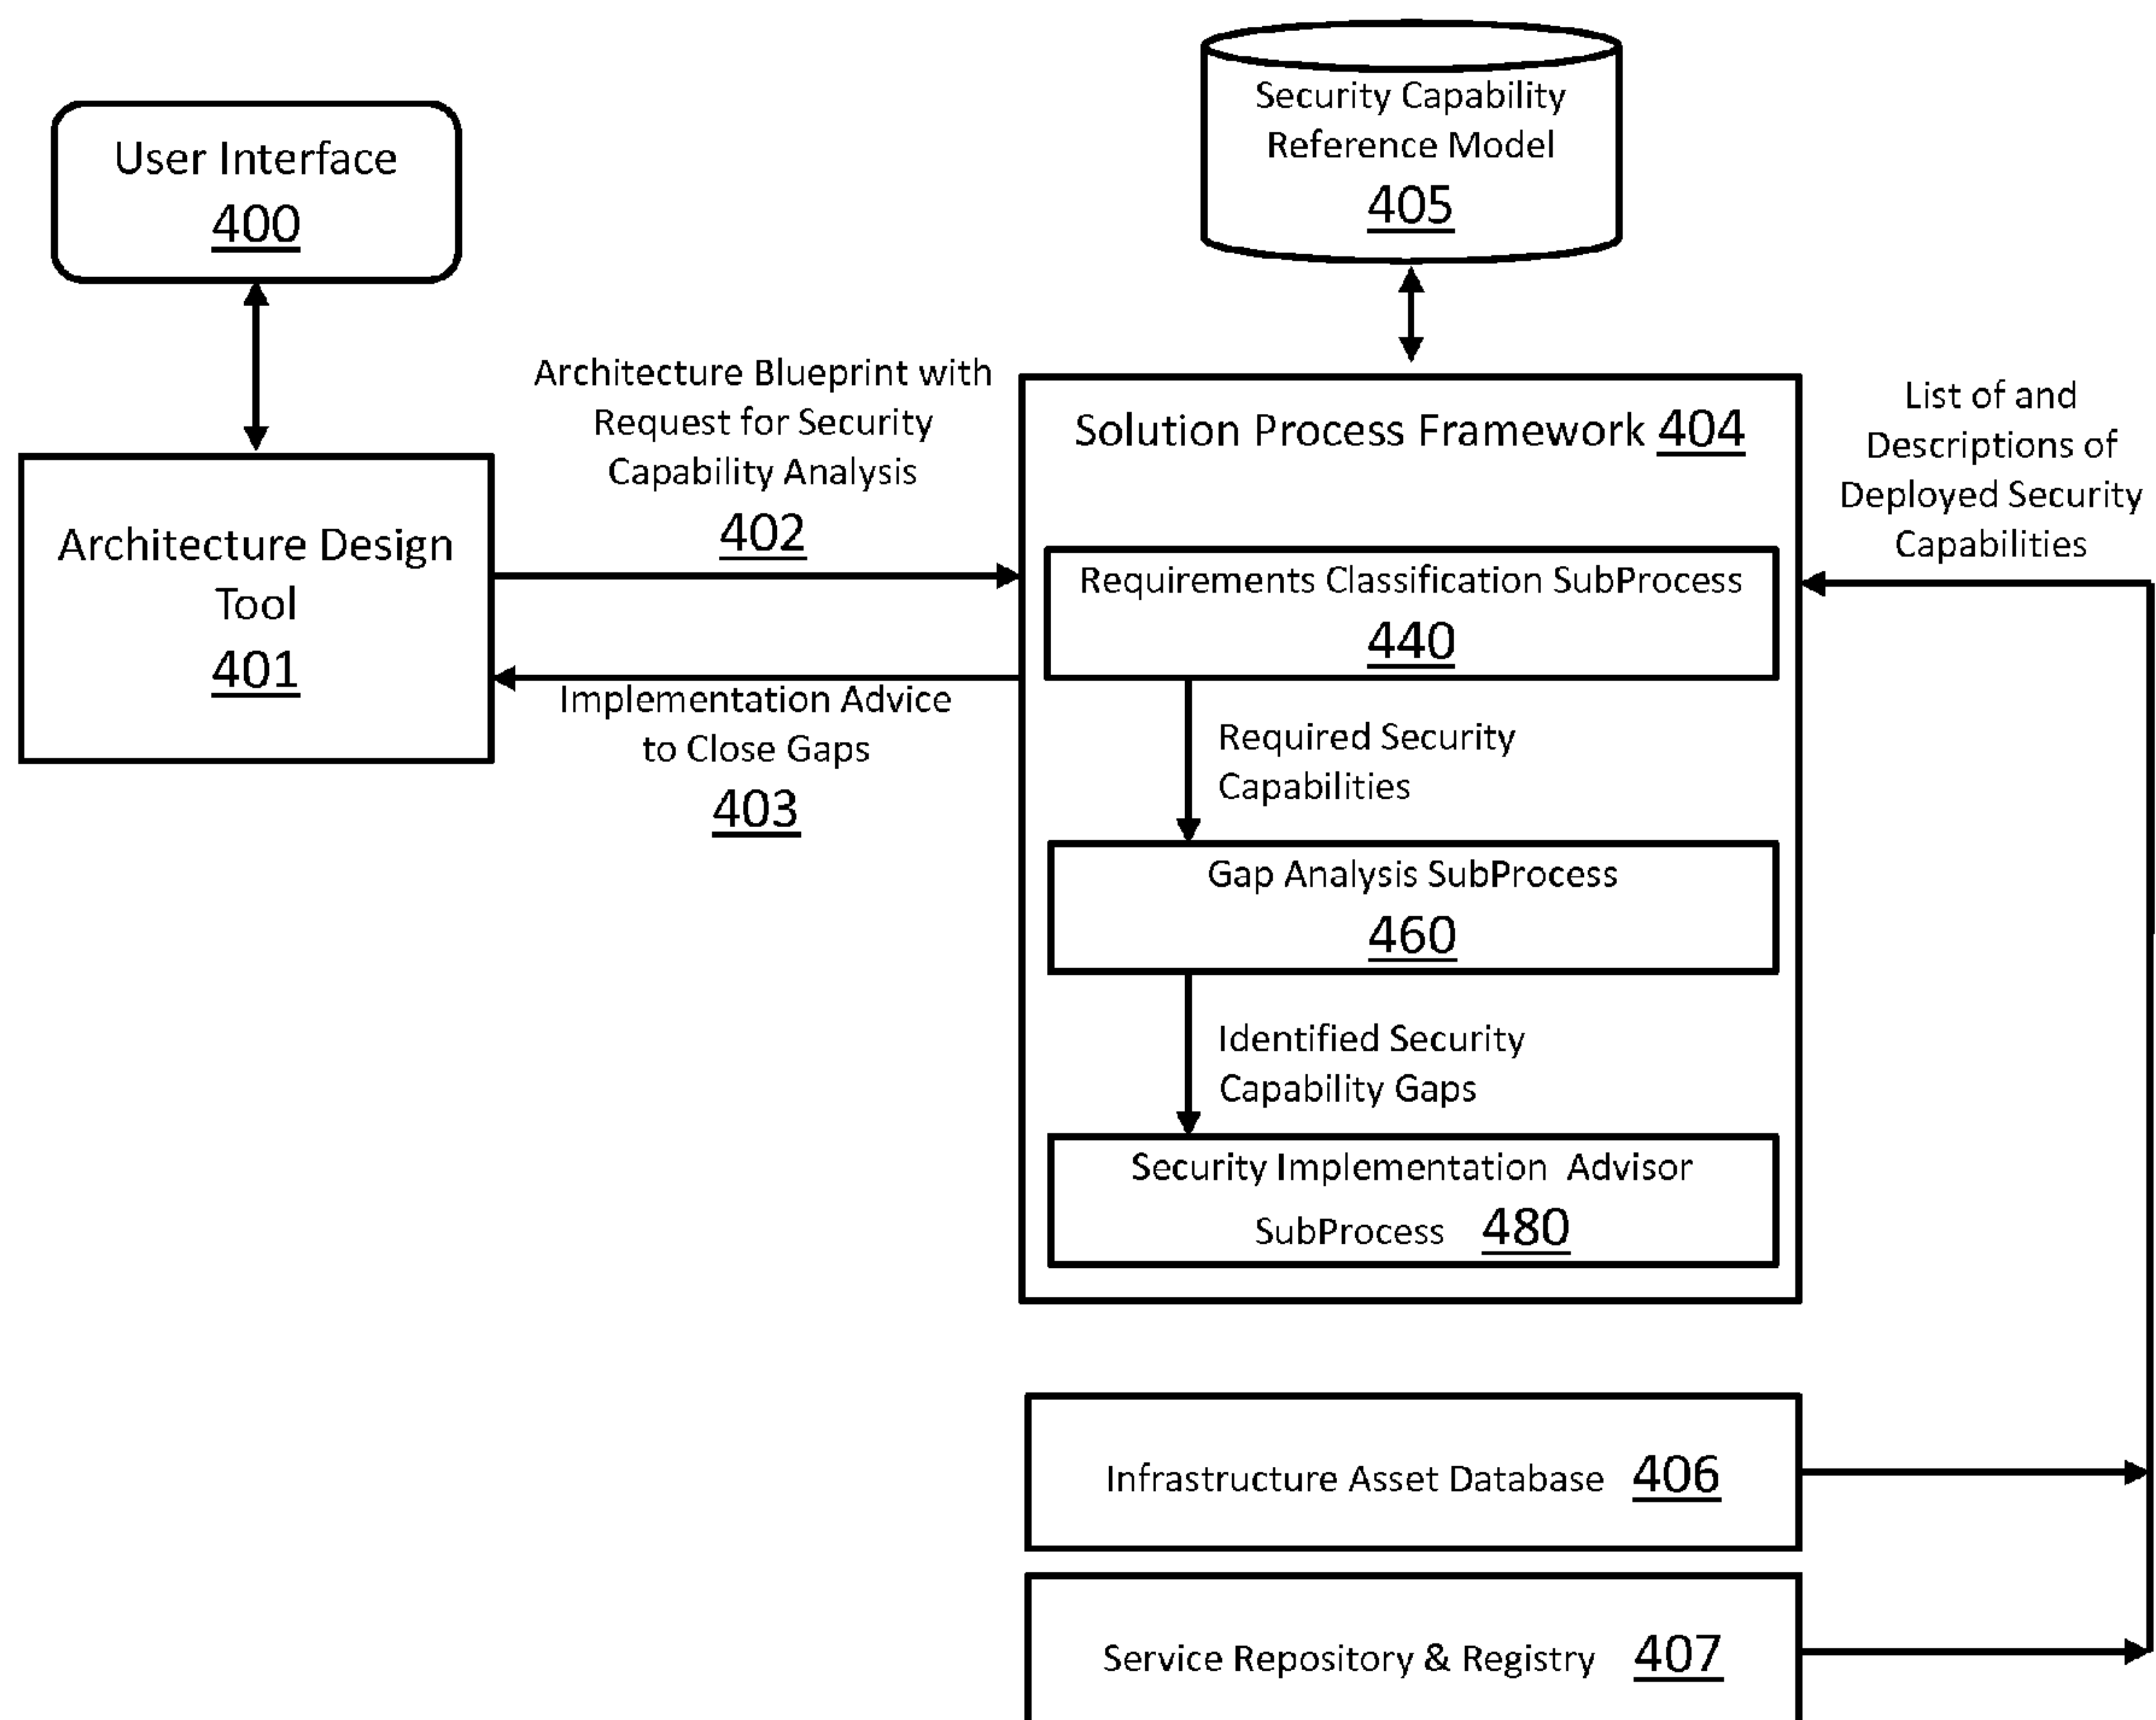 User Interface
400
Security Capability
Reference Model
405
Architecture Blueprint with
Request for Security
Capability Analysis
402
Architecture Design
Tool
401
Implementation Advice
to Close Gaps
403
Solution Process Framework 404
List of and
Descriptions of
Deployed Security
Capabilities
Requirements Classification SubProcess
440
Required Security
Capabilities
Gap Analysis SubProcess
460
Identified Security
Capability Gaps
Security Implementation Advisor
SubProcess 480
Infrastructure Asset Database 406
Service Repository & Registry 407